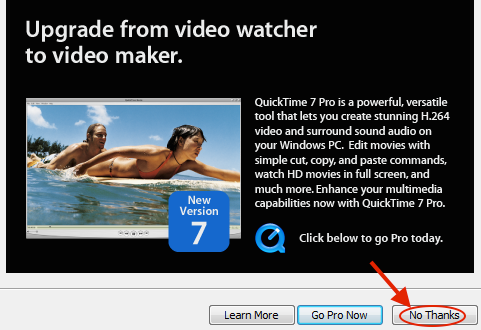 Upgrade from video watcher
to video maker.
QuickTime 7 Pro is a powerful, versatile
tool that lets you create stunning H.264
video and surround sound audio on
your Windows PC. Edit movies with
simple cut, copy, and paste commands,
watch HD movies in full screen, and
much more. Enhance your multimedia
capabilities now with QuickTime 7 Pro.
New
Version
7
Click below to go Pro today.
Learn More
Go Pro Now
No Thanks